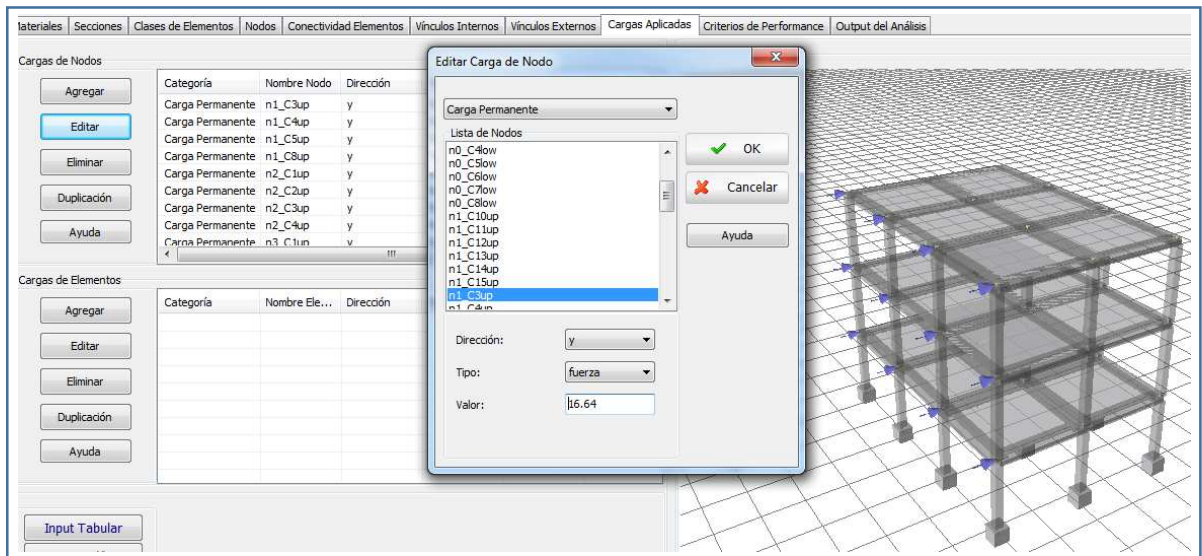 Materiales Secciones Clases de Elementos Nodos Conectividad Elementos Vínculos Internos Vínculos Externos Cargas Aplicadas Criterios de Performance Output del Análisis
Cargas de Nodos
Agregar
Editar
Eliminar
Duplicación
Ayuda
Categoría Nombre Nodo Dirección
Carga Permanente n1_C3up y
Carga Permanente n1_C4up y
Carga Permanente n1_C5up y
Carga Permanente n1_C8up y
Carga Permanente n2_C1up y
Carga Permanente n2_C2up y
Carga Permanente n2_C3up y
Carga Permanente n2_C4up y
Carga Permanente n3_C1up y
Cargas de Elementos
Agregar
Editar
Eliminar
Duplicación
Ayuda
Categoría Nombre Ele... Dirección
Input Tabular
Editar Carga de Nodo
Carga Permanente
Lista de Nodos
n0_C4low
n0_C5low
n0_C6low
n0_C7low
n0_C8low
n1_C10up
n1_C11up
n1_C12up
n1_C13up
n1_C14up
n1_C15up
n1_C3up
n1_C4up
Dirección: y
Tipo: fuerza
Valor: 16.64
OK
Cancelar
Ayuda